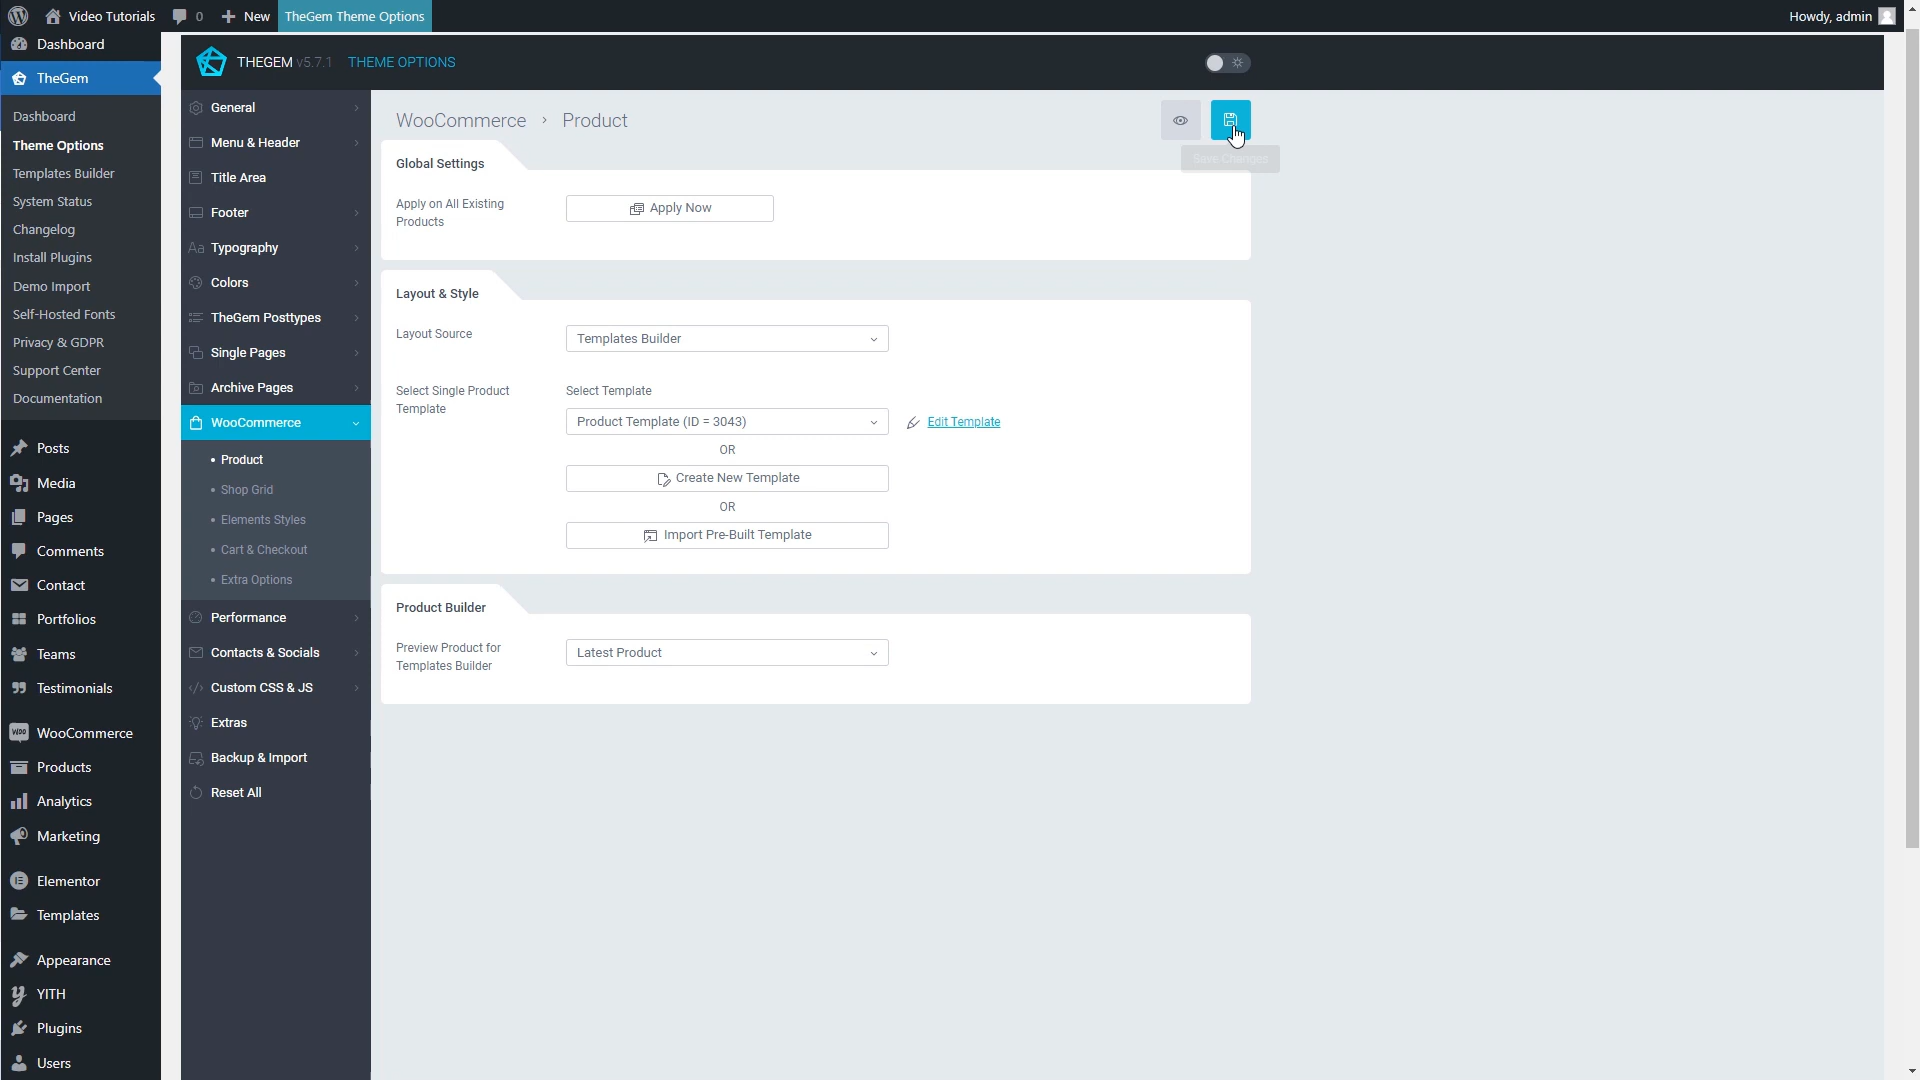 Video Tutorials 0 New TheGem Theme Options Howdy, admin
Dashboard
TheGem
Dashboard
Theme Options
Templates Builder
System Status
Changelog
Install Plugins
Demo Import
Self-Hosted Fonts
Privacy & GDPR
Support Center
Documentation
Posts
Media
Pages
Comments
Contact
Portfolios
Teams
Testimonials
WooCommerce
Products
Analytics
Marketing
Elementor
Templates
Appearance
YITH
Plugins
Users
THEGEM v5.7.1 THEME OPTIONS
General
Menu & Header
Title Area
Footer
Aa Typography
Colors
TheGem Posttypes
Single Pages
Archive Pages
WooCommerce
Product
Shop Grid
Elements Styles
Cart & Checkout
Extra Options
Performance
Contacts & Socials
Custom CSS & JS
Extras
Backup & Import
Reset All
WooCommerce › Product
Save Changes
Global Settings
Apply on All Existing
Products
Apply Now
Layout & Style
Layout Source
Templates Builder
Select Single Product
Template
Select Template
Product Template (ID = 3043)
Edit Template
OR
Create New Template
OR
Import Pre-Built Template
Product Builder
Preview Product for
Templates Builder
Latest Product